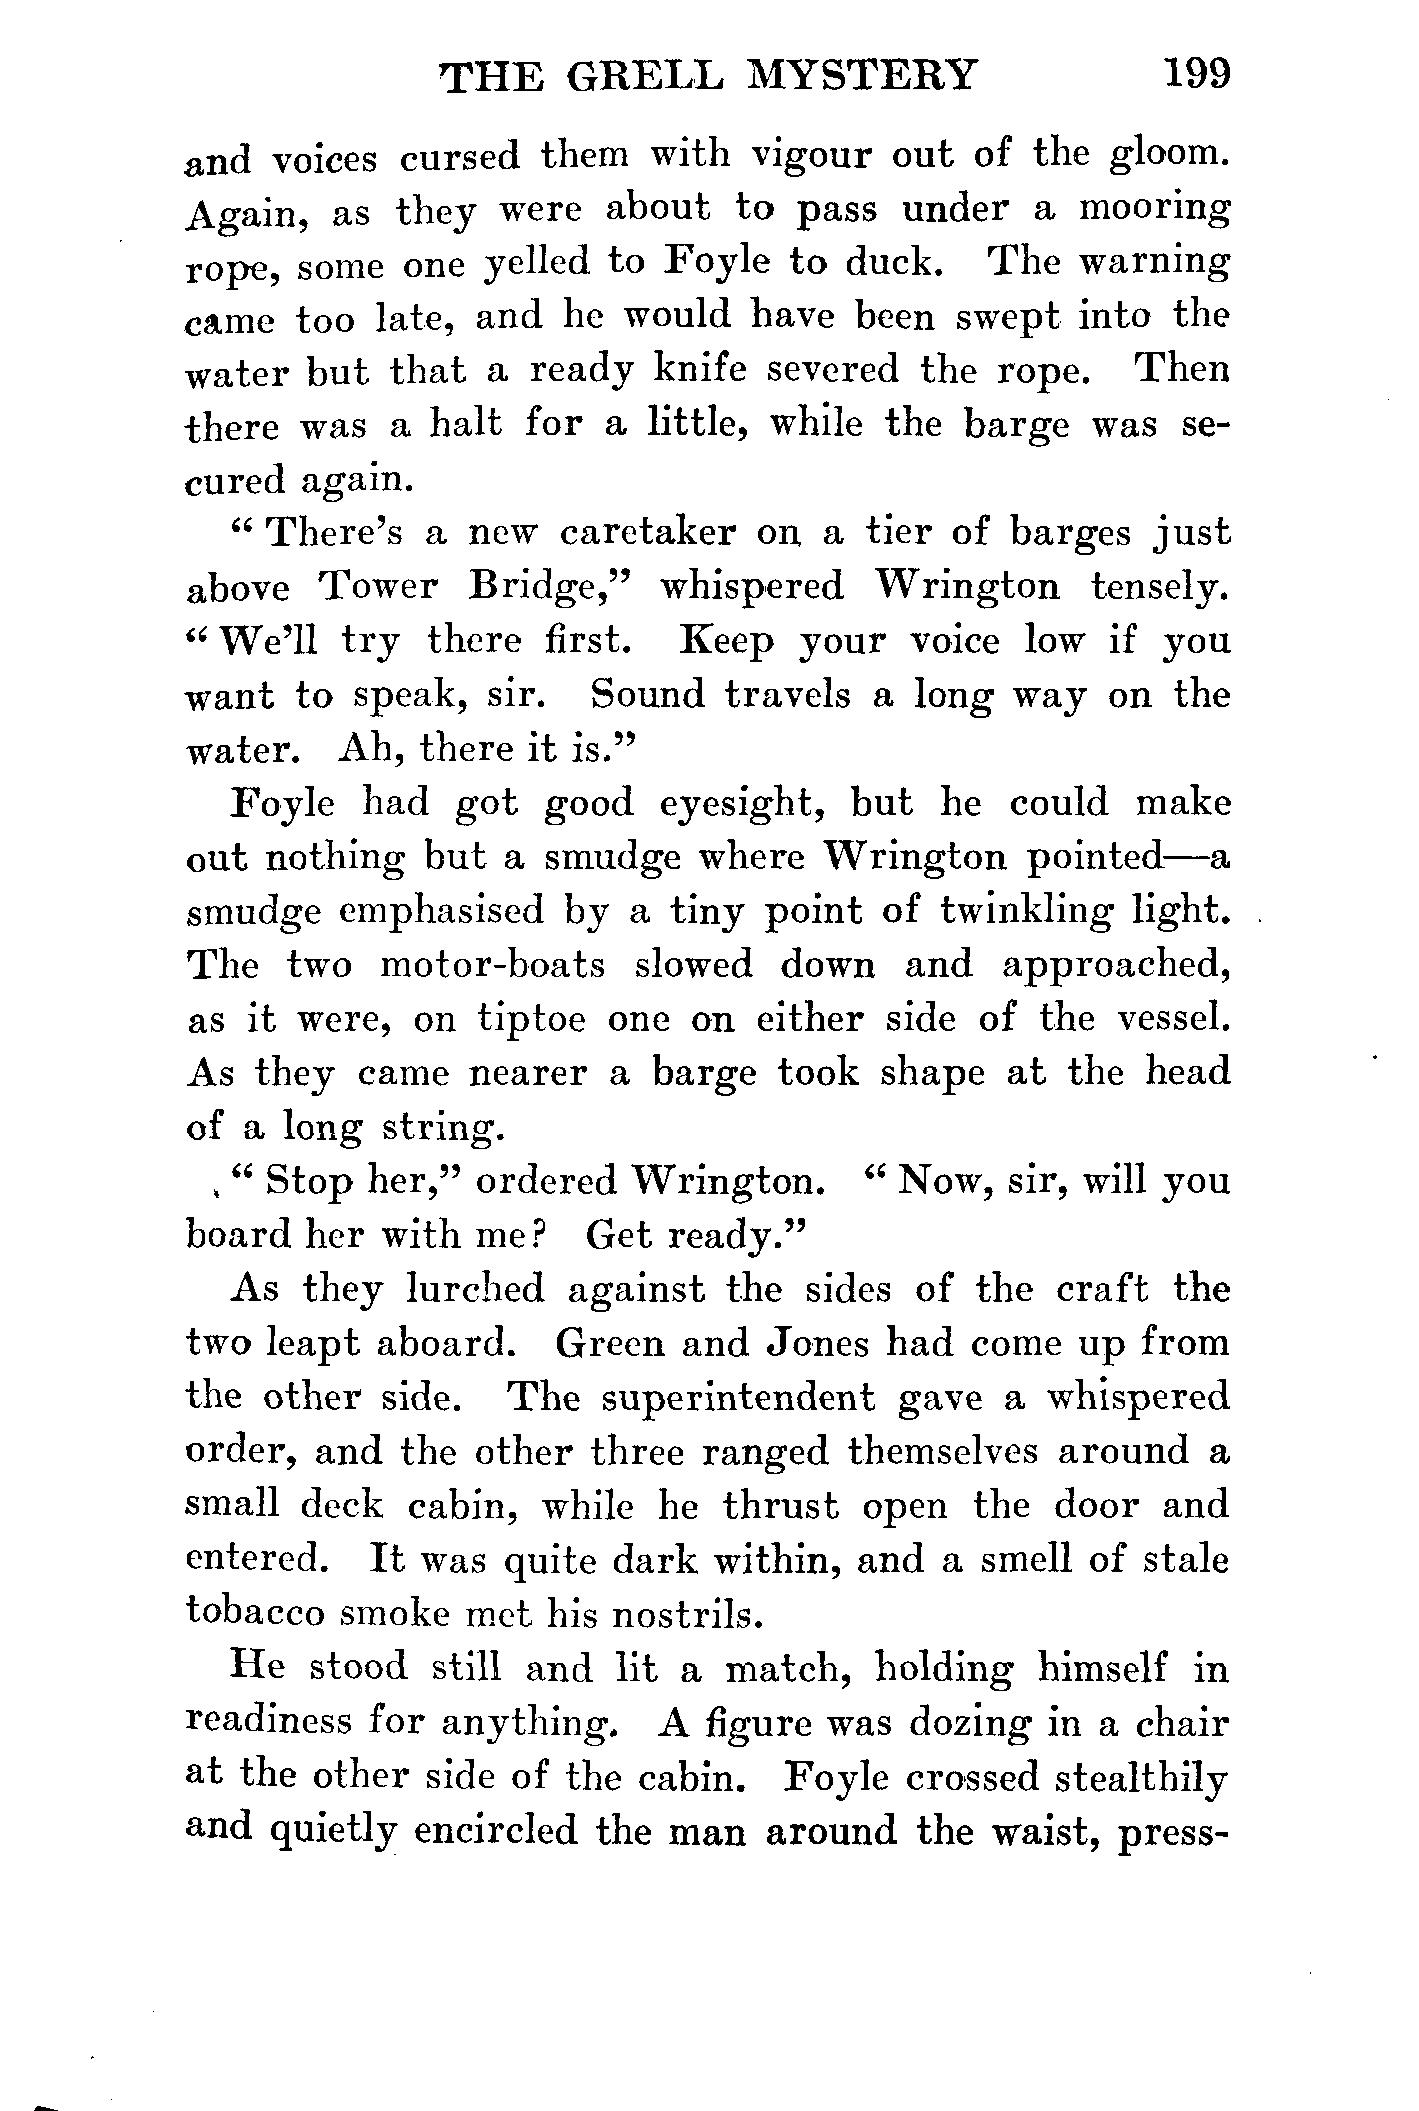 THE GRELL MYSTERY 199
and voices cursed them with vigour out of the gloom.
Again, as they were about to pass under a mooring
rope, some one yelled to Foyle to duck. The warning
came too late, and he would have been swept into the
water but that a ready knife severed the rope. Then
there was a halt for a little, while the barge was se-
cured again.
“ There’s a new caretaker on a tier of barges just
above Tower Bridge,” whispered Wrington tensely.
“ We’ll try there first. Keep your voice low if you
want to speak, sir. Sound travels a long way on the
water. Ah, there it is.”
Foyle had got good eyesight, but he could make
out nothing but a smudge where Wrington pointed—a
smudge emphasised by a tiny point of twinkling light.
The two motor-boats slowed down and approached,
as it were, on tiptoe one on either side of the vessel.
As they came nearer a barge took shape at the head
of a long string.
“ Stop her,” ordered Wrington. “ Now, sir, will you
board her with me? Get ready.”
As they lurched against the sides of the craft the
two leapt aboard. Green and Jones had come up from
the other side. The superintendent gave a whispered
order, and the other three ranged themselves around a
small deck cabin, while he thrust open the door and
entered. It was quite dark within, and a smell of stale
tobacco smoke met his nostrils.
He stood still and lit a match, holding himself in
readiness for anything. A figure was dozing in a chair
at the other side of the cabin. Foyle crossed stealthily
and quietly encircled the man around the waist, press-